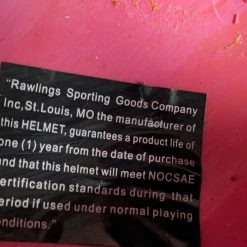 "Rawlings Sporting Goods Company
Inc,St.Louis, MO the manufacturer of
this HELMET, guarantees a product life of
one (1) year from the date of purchase
and that this helmet will meet NOCSAE
certification standards during that
period if used under normal playing
conditions."